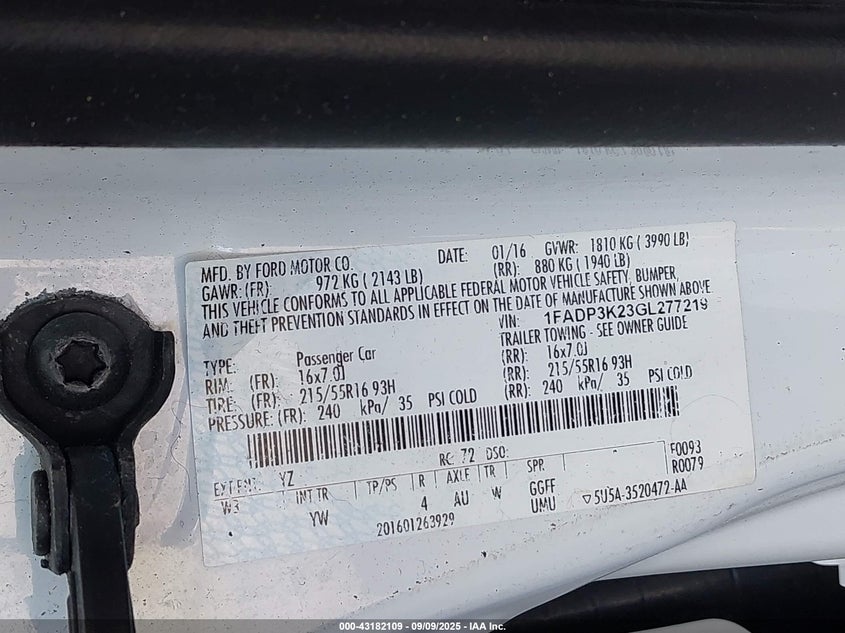 MFD. BY FORD MOTOR CO. DATE: 01/16 GVWR: 1810 KG ( 3990 LB)
GAWR: (FR): 972 KG ( 2143 LB) (RR): 880 KG ( 1940 LB)
THIS VEHICLE CONFORMS TO ALL APPLICABLE FEDERAL MOTOR VEHICLE SAFETY, BUMPER,
AND THEFT PREVENTION STANDARDS IN EFFECT ON THE DATE OF MANUFACTURE SHOWN ABOVE
VIN: 1FADP3K23GL277219
TRAILER TOWING - SEE OWNER GUIDE
TYPE: Passenger Car
RIM: (FR): 16x7.0J (RR): 16x7.0J
TIRE: (FR): 215/55R16 93H (RR): 215/55R16 93H
PRESSURE: (FR): 240 kPa/ 35 PSI COLD (RR): 240 kPa/ 35 PSI COLD
EXT PNT: YZ RC: 72 DSO: F0093
R0079
W3 INT TR TP/PS R AXLE TR SPR
YW 4 AU W GGFF
UMU ▽5U5A-3520472-AA
201601263929
000-43182109 - 09/09/2025 - IAA Inc.